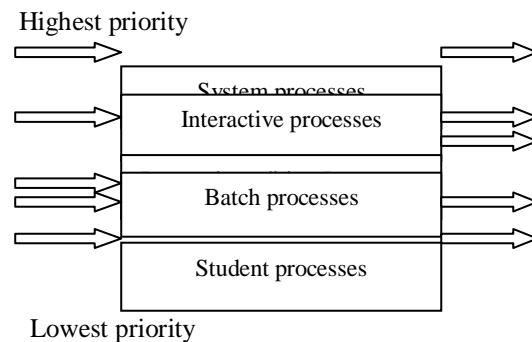 Highest priority
System processes
Interactive processes
Batch processes
Student processes
Lowest priority